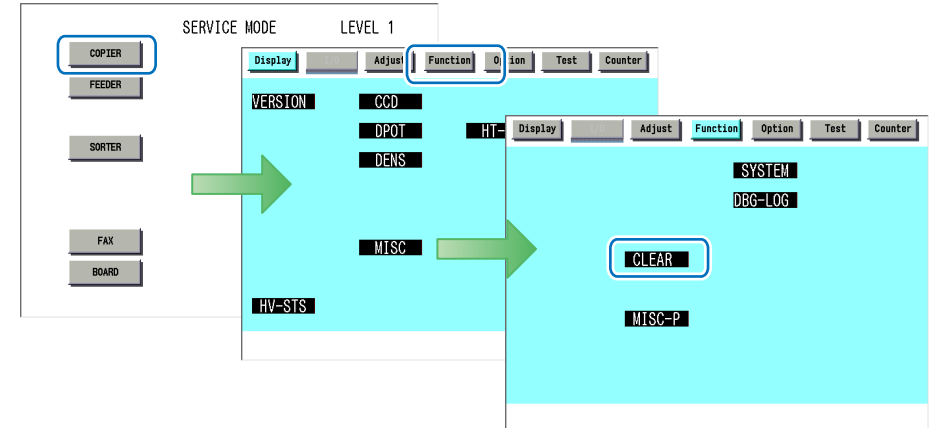 SERVICE MODE LEVEL 1
COPIER
FEEDER
SORTER
FAX
BOARD
Display I/O Adjust Function Option Test Counter
VERSION CCD
DPOT HT-
DENS
MISC
HV-STS
Display I/O Adjust Function Option Test Counter
SYSTEM
DBG-LOG
CLEAR
MISC-P